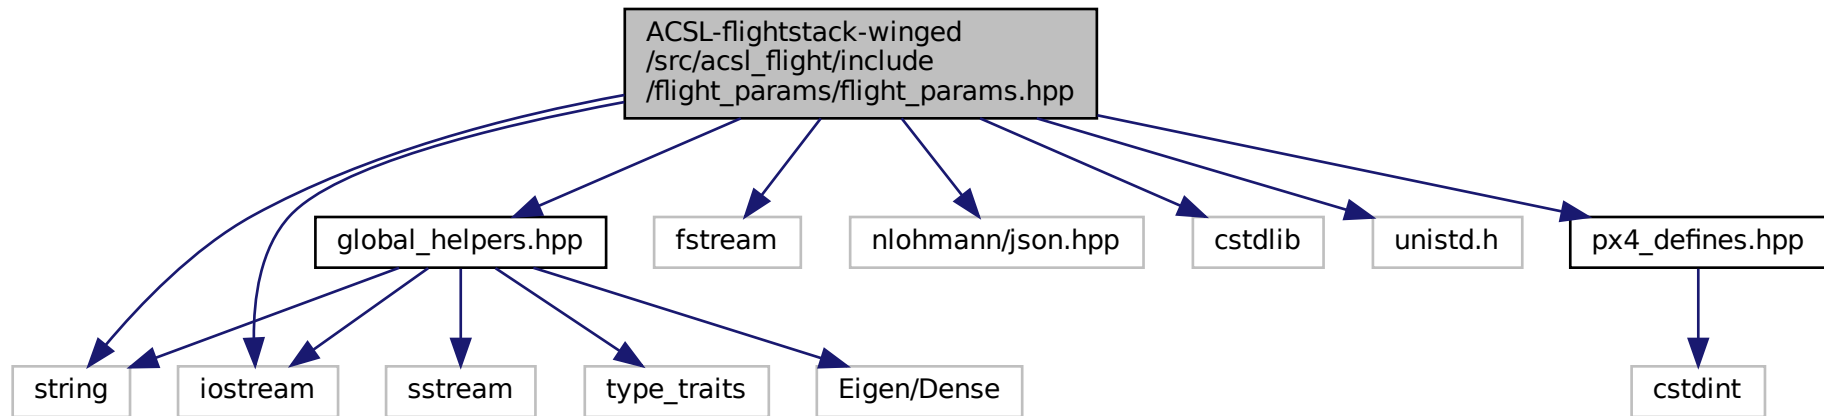 ACSL-flightstack-winged
/src/acsl_flight/include
/flight_params/flight_params.hpp
global_helpers.hpp
fstream
nlohmann/json.hpp
cstdlib
unistd.h
px4_defines.hpp
string
iostream
sstream
type_traits
Eigen/Dense
cstdint